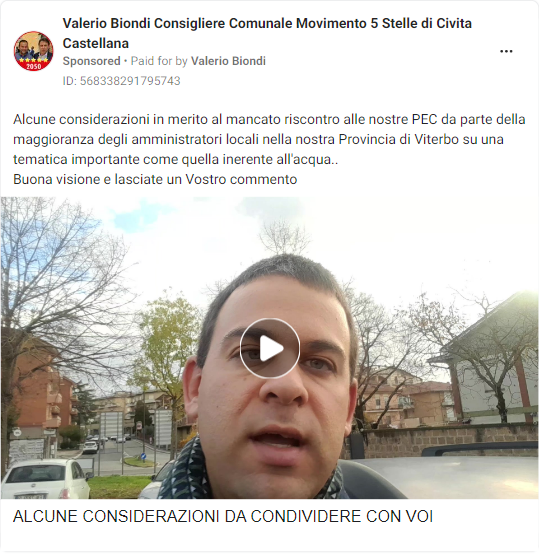 Valerio Biondi Consigliere Comunale Movimento 5 Stelle di Civita
Castellana
Sponsored • Paid for by Valerio Biondi
ID: 568338291795743
Alcune considerazioni in merito al mancato riscontro alle nostre PEC da parte della
maggioranza degli amministratori locali nella nostra Provincia di Viterbo su una
tematica importante come quella inerente all'acqua..
Buona visione e lasciate un Vostro commento
ALCUNE CONSIDERAZIONI DA CONDIVIDERE CON VOI
2050